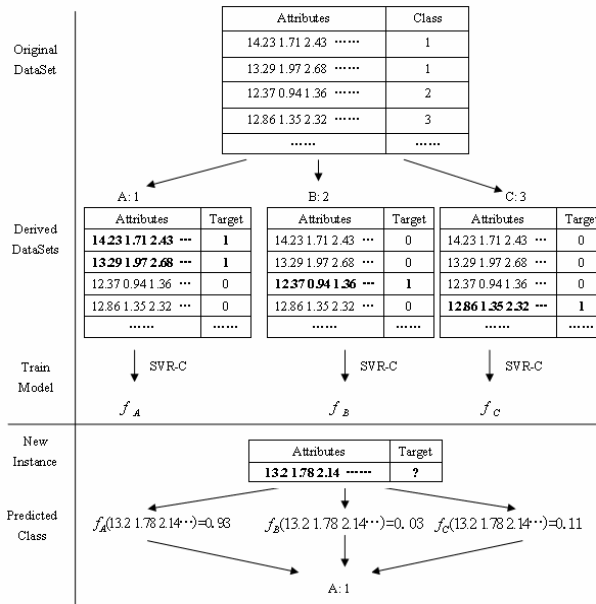 Attributes Class
Original DataSet
14.23 1.71 2.43 ⋯⋯ 1
13.29 1.97 2.68 ⋯⋯ 1
12.37 0.94 1.36 ⋯⋯ 2
12.86 1.35 2.32 ⋯⋯ 3
⋯⋯ ⋯⋯
A: 1 B: 2 C: 3
Derived DataSets
Attributes Target Attributes Target Attributes Target
14.23 1.71 2.43 ⋯ 1 14.23 1.71 2.43 ⋯ 0 14.23 1.71 2.43 ⋯ 0
13.29 1.97 2.68 ⋯ 1 13.29 1.97 2.68 ⋯ 0 13.29 1.97 2.68 ⋯ 0
12.37 0.94 1.36 ⋯ 0 12.37 0.94 1.36 ⋯ 1 12.37 0.94 1.36 ⋯ 0
12.86 1.35 2.32 ⋯ 0 12.86 1.35 2.32 ⋯ 0 12.86 1.35 2.32 ⋯ 1
⋯⋯ ⋯⋯ ⋯⋯ ⋯⋯ ⋯⋯ ⋯⋯
Train Model
SVR-C SVR-C SVR-C
f A f B f C
New Instance
Attributes Target
13.2 1.78 2.14 ⋯⋯ ?
Predicted Class
fA(13.2 1.78 2.14⋯)=0.93 fB(13.2 1.78 2.14⋯)=0.03 fC(13.2 1.78 2.14⋯)=0.11
A: 1